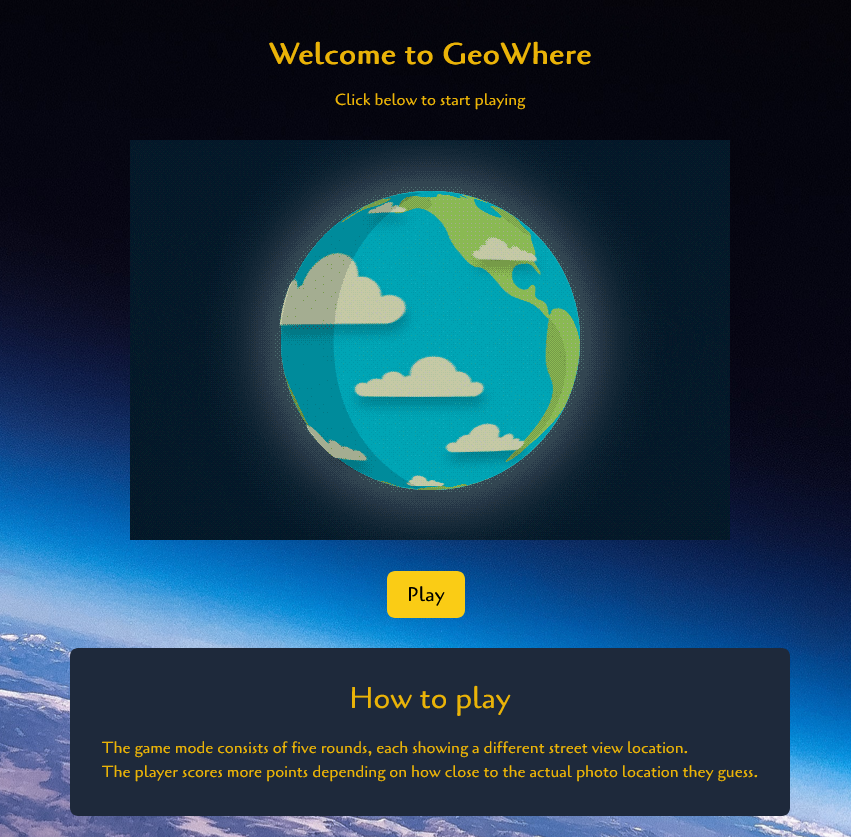 Welcome to GeoWhere
Click below to start playing
Play
How to play
The game mode consists of five rounds, each showing a different street view location.
The player scores more points depending on how close to the actual photo location they guess.